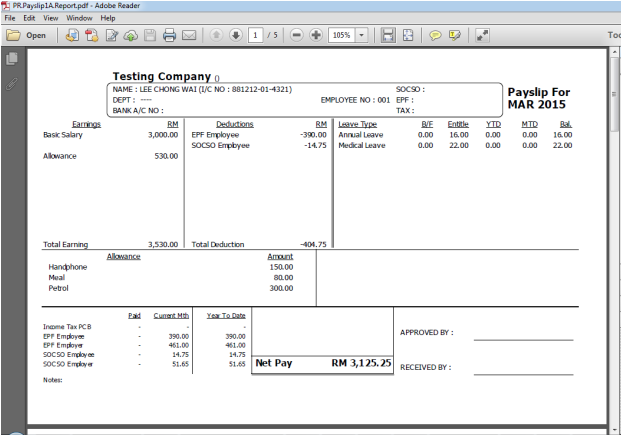 PR.Payslip1A.Report.pdf - Adobe Reader
File Edit View Window Help
Open 1 / 5 105% Too
Testing Company ()
NAME : LEE CHONG WAI (I/C NO : 881212-01-4321) SOCSO :
DEPT : ---- EMPLOYEE NO : 001 EPF :
BANK A/C NO : TAX :
Payslip For
MAR 2015
Earnings RM Deductions RM Leave Type B/F Entitle YTD MTD Bal.
Basic Salary 3,000.00 EPF Employee -390.00 Annual Leave 0.00 16.00 0.00 0.00 16.00
SOCSO Employee -14.75 Medical Leave 0.00 22.00 0.00 0.00 22.00
Allowance 530.00
Total Earning 3,530.00 Total Deduction -404.75
Allowance Amount
Handphone 150.00
Meal 80.00
Petrol 300.00
Paid Current Mth Year To Date
Income Tax PCB - - -
EPF Employee - 390.00 390.00
EPF Employer - 461.00 461.00
SOCSO Employee - 14.75 14.75
SOCSO Employer - 51.65 51.65
Net Pay RM 3,125.25
APPROVED BY :
RECEIVED BY :
Notes: